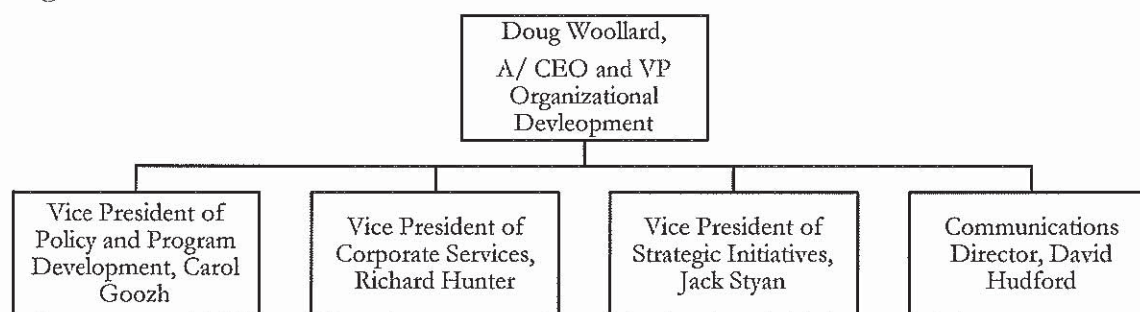 Doug Woollard,
A/ CEO and VP
Organizational
Devleopment
Vice President of
Policy and Program
Development, Carol
Goozh
Vice President of
Corporate Services,
Richard Hunter
Vice President of
Strategic Initiatives,
Jack Styan
Communications
Director, David
Hudford